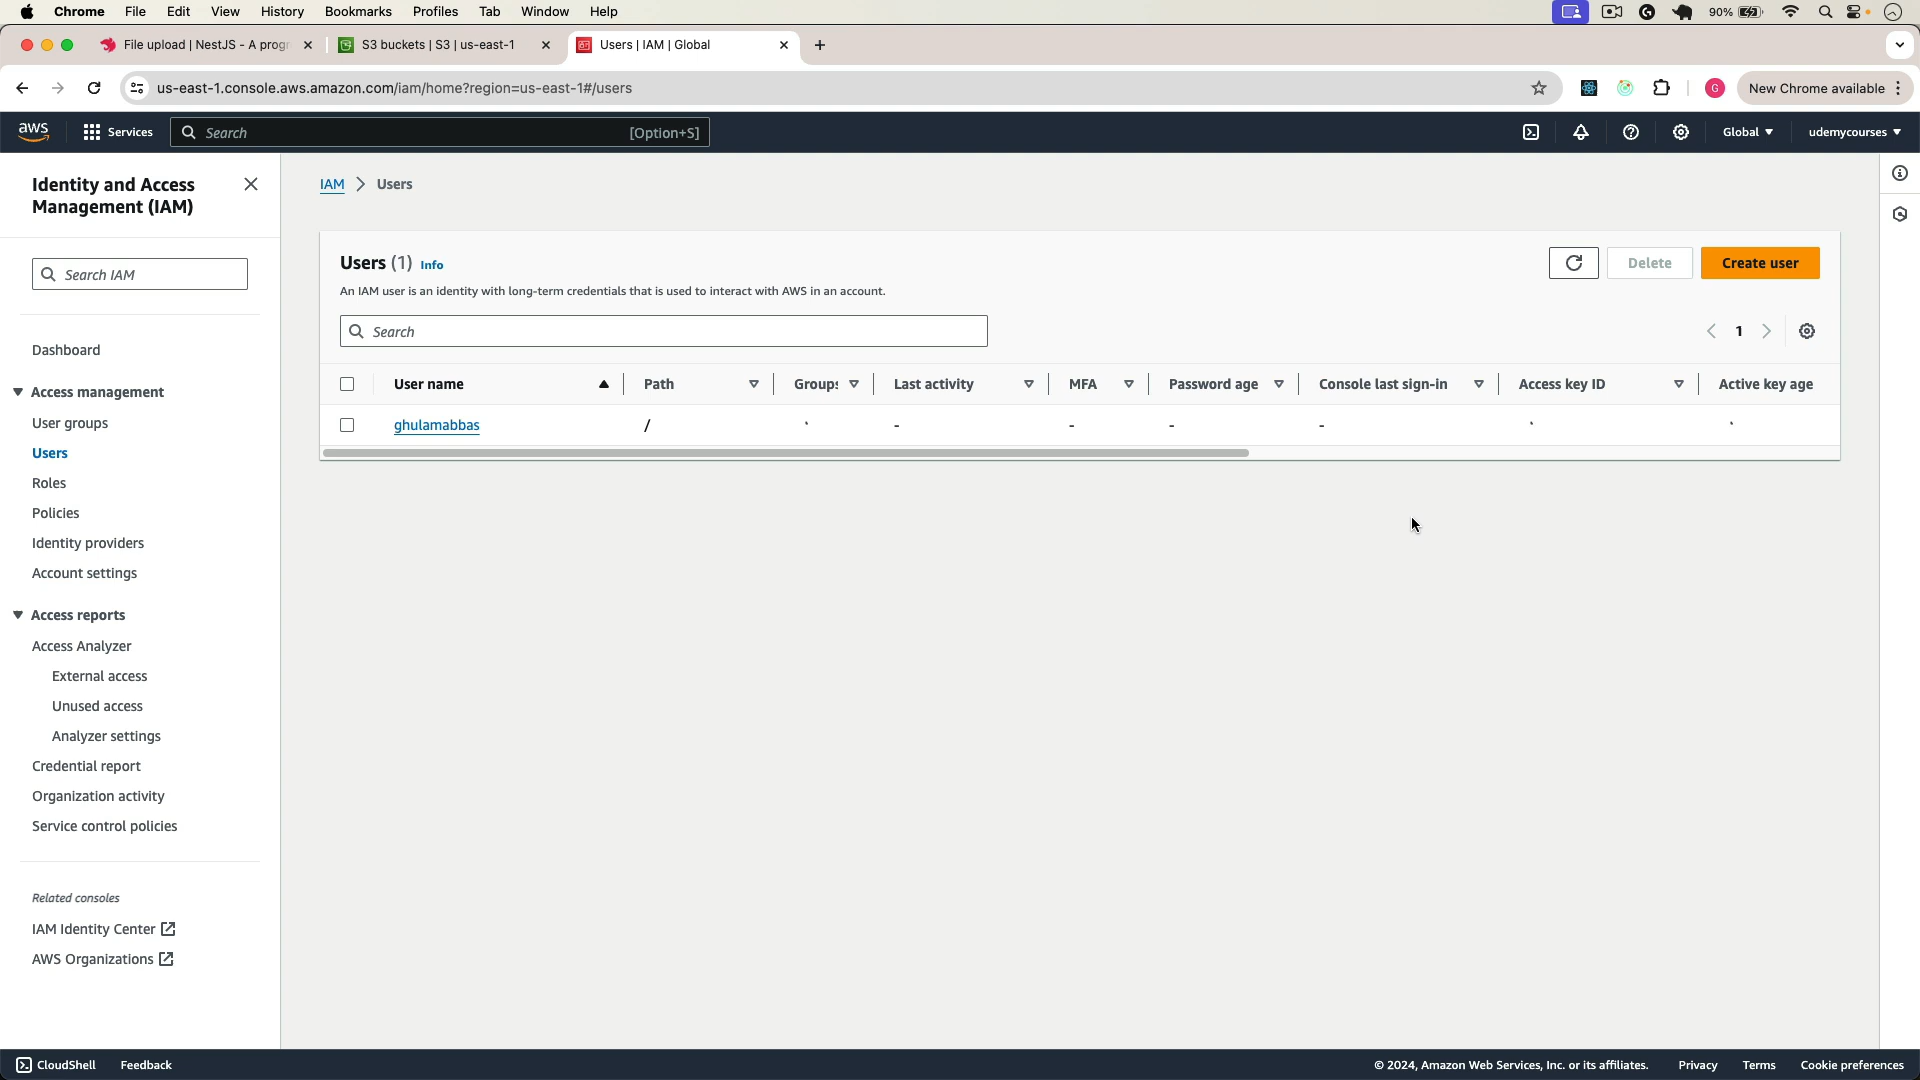 Chrome File Edit View History Bookmarks Profiles Tab Window Help 90%
File upload | NestJS - A prog S3 buckets | S3 | us-east-1 Users | IAM | Global
us-east-1.console.aws.amazon.com/iam/home?region=us-east-1#/users G New Chrome available
aws Services Search [Option+S] Global udemycourses
Identity and Access
Management (IAM)
Search IAM
Dashboard
Access management
User groups
Users
Roles
Policies
Identity providers
Account settings
Access reports
Access Analyzer
External access
Unused access
Analyzer settings
Credential report
Organization activity
Service control policies
Related consoles
IAM Identity Center
AWS Organizations
IAM > Users
Users (1) Info
Delete Create user
An IAM user is an identity with long-term credentials that is used to interact with AWS in an account.
Search
1
User name Path Groups Last activity MFA Password age Console last sign-in Access key ID Active key age
ghulamabbas / - - - -
CloudShell Feedback © 2024, Amazon Web Services, Inc. or its affiliates. Privacy Terms Cookie preferences